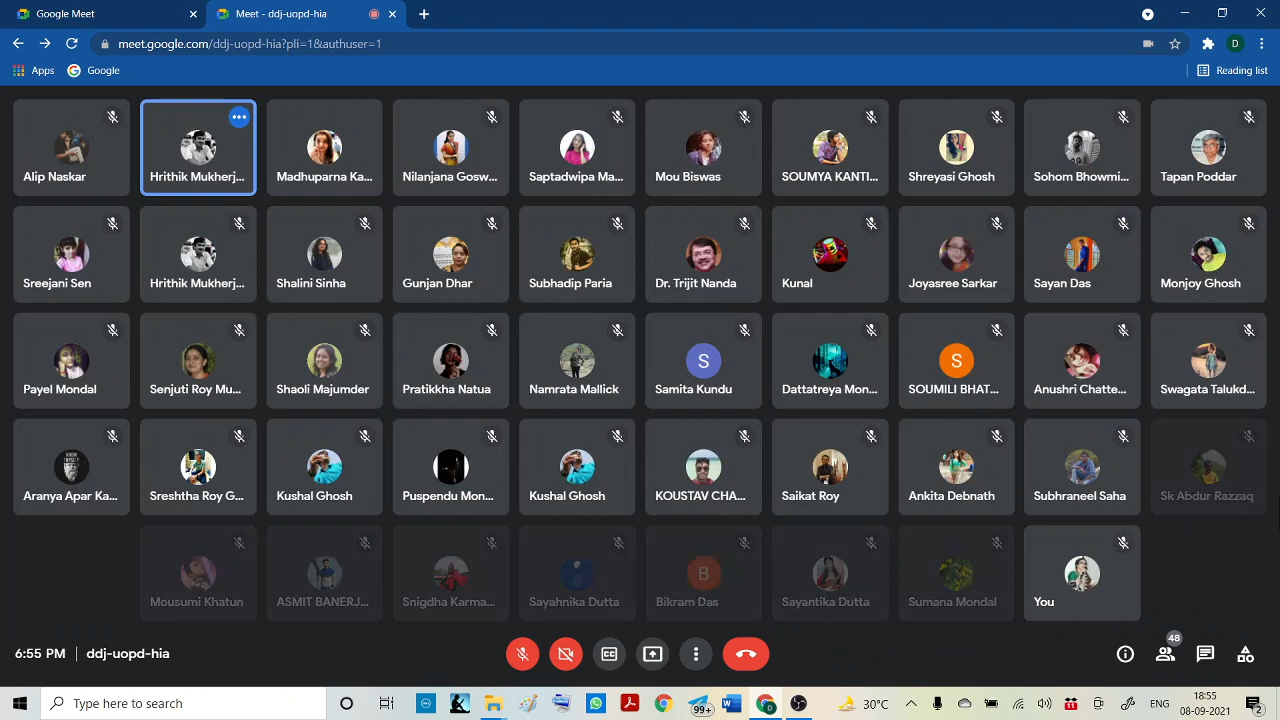 Google Meet
Meet - ddj-uopd-hia
meet.google.com/ddj-uopd-hia?pli=1&authuser=1
D
Apps
Google
Reading list
Alip Naskar
Hrithik Mukherj...
Madhuparna Ka...
Nilanjana Gosw...
Saptadwipa Ma...
Mou Biswas
SOUMYA KANTI...
Shreyasi Ghosh
Sohom Bhowmi...
Tapan Poddar
Sreejani Sen
Hrithik Mukherj...
Shalini Sinha
Gunjan Dhar
Subhadip Paria
Dr. Trijit Nanda
Kunal
Joyasree Sarkar
Sayan Das
Monjoy Ghosh
S
S
Payel Mondal
Senjuti Roy Mu...
Shaoli Majumder
Pratikkha Natua
Namrata Mallick
Samita Kundu
Dattatreya Mon...
SOUMILI BHAT...
Anushri Chatte...
Swagata Talukd...
Aranya Apar Ka...
Sreshtha Roy G...
Kushal Ghosh
Puspendu Mon...
Kushal Ghosh
KOUSTAV CHA...
Saikat Roy
Ankita Debnath
Subhraneel Saha
Sk Abdur Razzaq
B
Mousumi Khatun
ASMIT BANERJ...
Snigdha Karma...
Sayahnika Dutta
Bikram Das
Sayantika Dutta
Sumana Mondal
You
6:55 PM | ddj-uopd-hia
CC
48
Type here to search
DELL
99+
W
D
30°C
11
ENG
18:55
08-09-2021
2